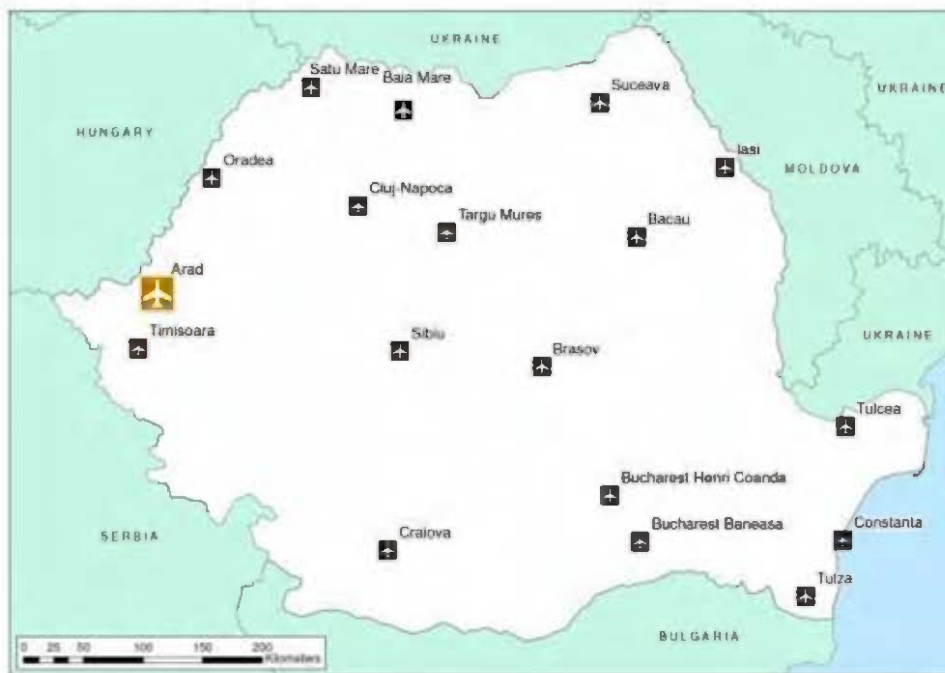 UKRAINE
Satu Mare
Baia Mare
Suceava
UKRAINE
HUNGARY
Oradea
Iasi
MOLDOVA
Cluj-Napoca
Targu Mures
Bacau
Arad
Timisoara
Sibiu
Brasov
UKRAINE
Tulcea
Bucharest Henri Coanda
SERBIA
Craiova
Bucharest Baneasa
Constanta
Tulza
BULGARIA
0 25 50 100 150 200
Kilometers